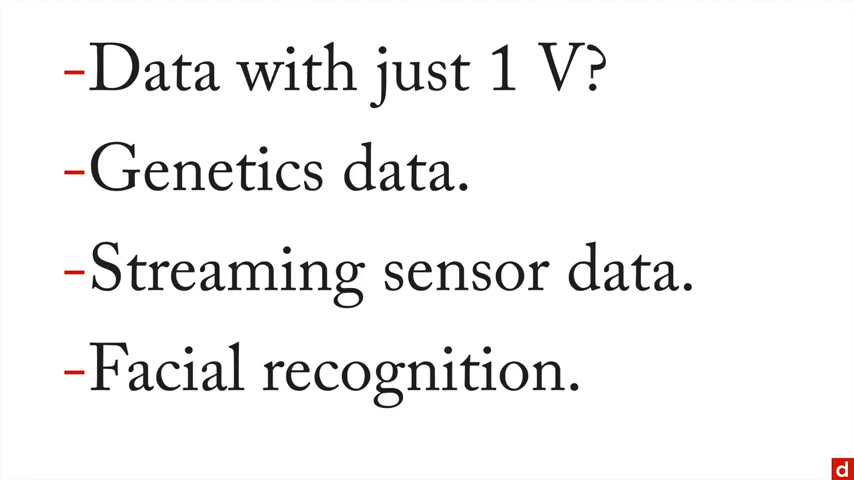 -Data with just 1 V?
-Genetics data.
-Streaming sensor data.
-Facial recognition.
d